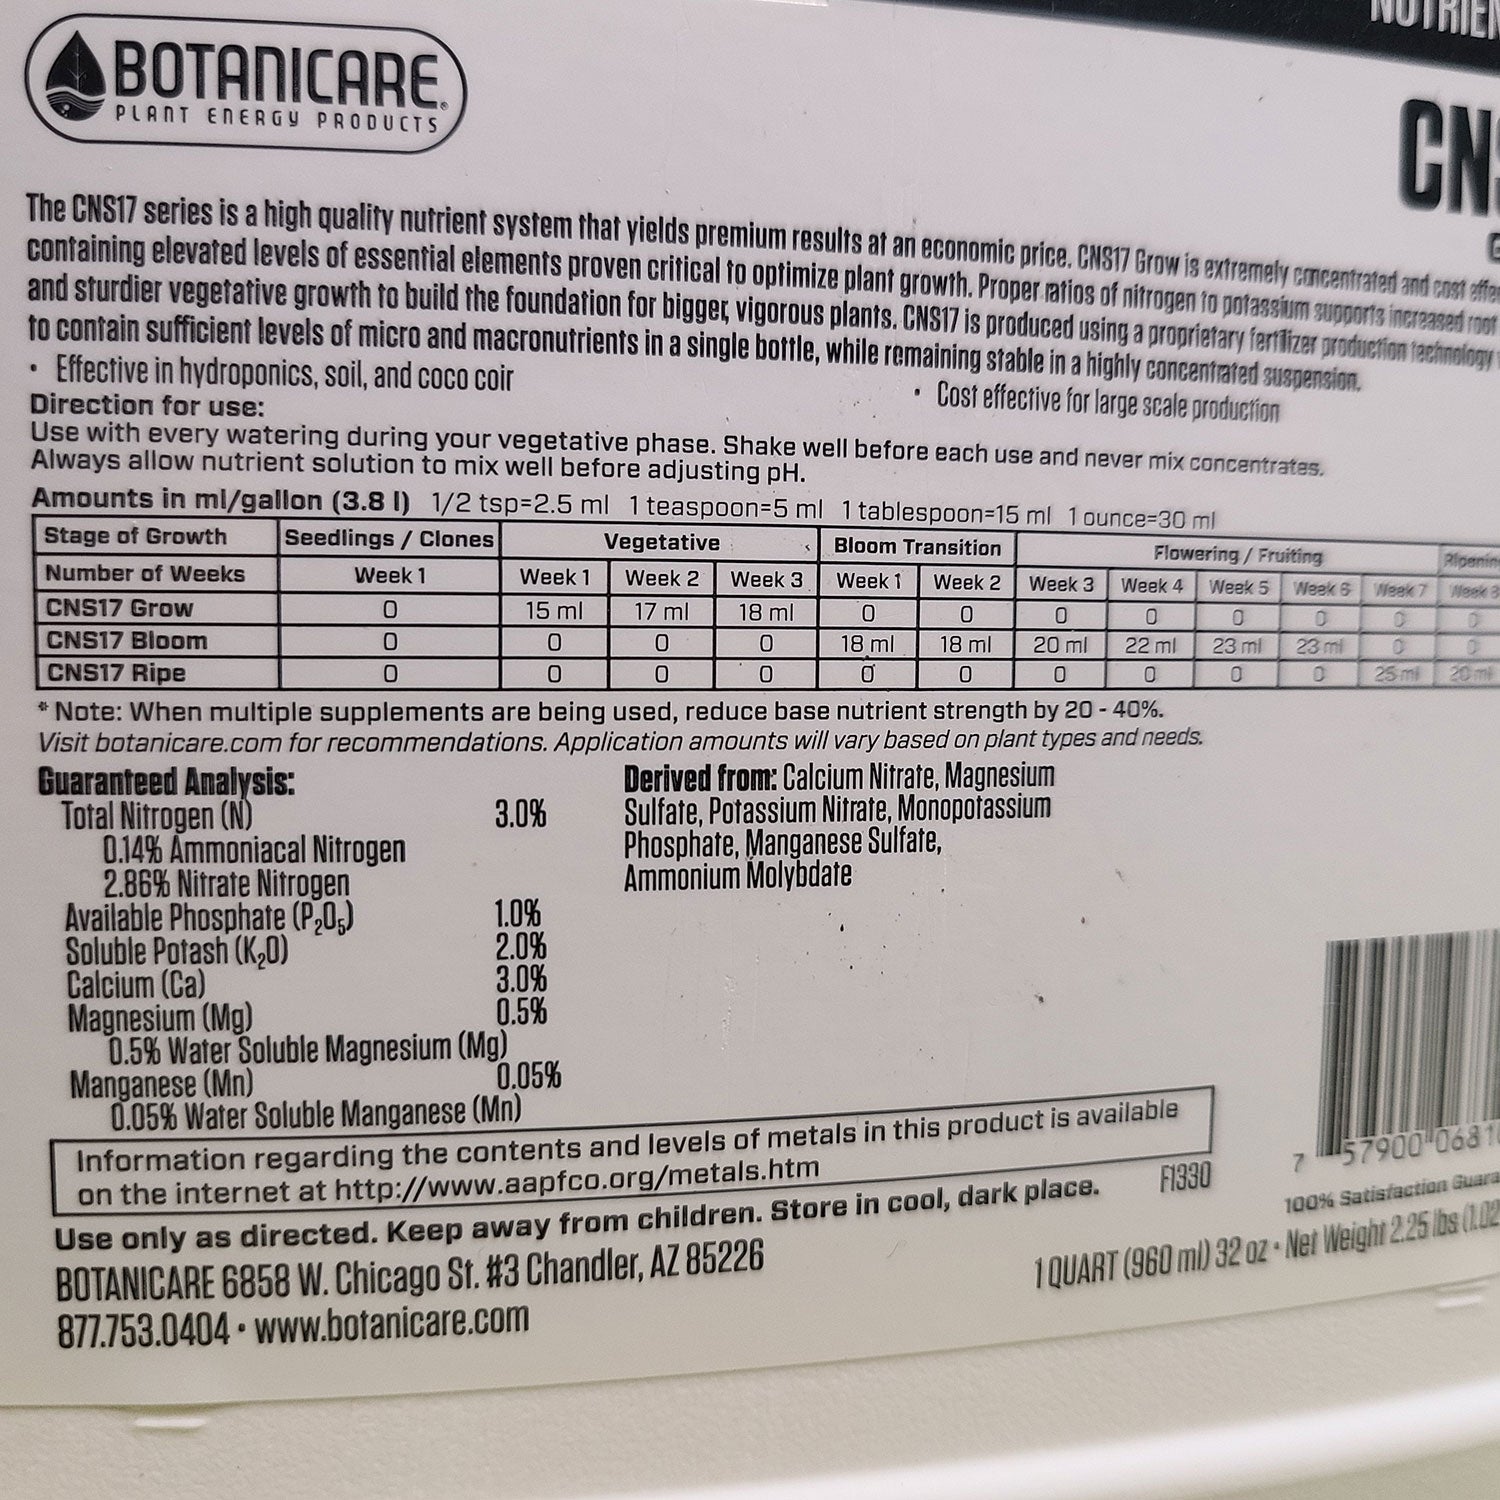 BOTANICARE®
PLANT ENERGY PRODUCTS
NUTRIEN
CNS
The CNS17 series is a high quality nutrient system that yields premium results at an economic price. CNS17 Grow is extremely concentrated and cost effe
containing elevated levels of essential elements proven critical to optimize plant growth. Proper ratios of nitrogen to potassium supports increased root
and sturdier vegetative growth to build the foundation for bigger, vigorous plants. CNS17 is produced using a proprietary fertilizer production technology
to contain sufficient levels of micro and macronutrients in a single bottle, while remaining stable in a highly concentrated suspension.
• Effective in hydroponics, soil, and coco coir
• Cost effective for large scale production
Direction for use:
Use with every watering during your vegetative phase. Shake well before each use and never mix concentrates.
Always allow nutrient solution to mix well before adjusting pH.
Amounts in ml/gallon (3.8 l) 1/2 tsp=2.5 ml 1 teaspoon=5 ml 1 tablespoon=15 ml 1 ounce=30 ml
Stage of Growth Seedlings / Clones Vegetative Bloom Transition Flowering / Fruiting Ripenin
Number of Weeks Week 1 Week 1 Week 2 Week 3 Week 1 Week 2 Week 3 Week 4 Week 5 Week 6 Week 7 Week 8
CNS17 Grow 0 15 ml 17 ml 18 ml 0 0 0 0 0 0 0 0
CNS17 Bloom 0 0 0 0 18 ml 18 ml 20 ml 22 ml 23 ml 23 ml 0 0
CNS17 Ripe 0 0 0 0 0 0 0 0 0 0 25 ml 20 ml
* Note: When multiple supplements are being used, reduce base nutrient strength by 20 - 40%.
Visit botanicare.com for recommendations. Application amounts will vary based on plant types and needs.
Guaranteed Analysis:
Total Nitrogen (N) 3.0%
0.14% Ammoniacal Nitrogen
2.86% Nitrate Nitrogen
Available Phosphate (P₂O₅) 1.0%
Soluble Potash (K₂O) 2.0%
Calcium (Ca) 3.0%
Magnesium (Mg) 0.5%
0.5% Water Soluble Magnesium (Mg)
Manganese (Mn) 0.05%
0.05% Water Soluble Manganese (Mn)
Derived from: Calcium Nitrate, Magnesium
Sulfate, Potassium Nitrate, Monopotassium
Phosphate, Manganese Sulfate,
Ammonium Molybdate
Information regarding the contents and levels of metals in this product is available
on the internet at http://www.aapfco.org/metals.htm
Use only as directed. Keep away from children. Store in cool, dark place.
F1330
BOTANICARE 6858 W. Chicago St. #3 Chandler, AZ 85226
877.753.0404 • www.botanicare.com
7 57900 0681
100% Satisfaction Guara
1 QUART (960 ml) 32 oz • Net Weight 2.25 lbs (1.02